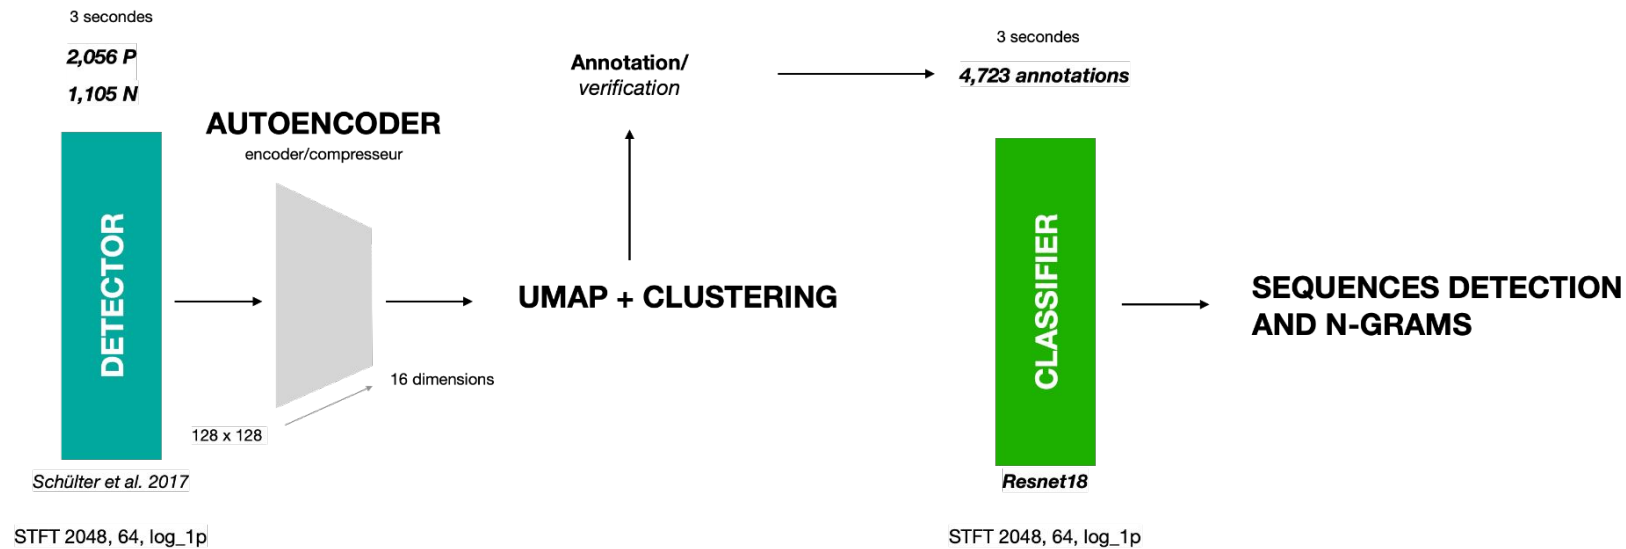 3 secondes
2,056 P
1,105 N
DETECTOR
Schülter et al. 2017
STFT 2048, 64, log_1p
AUTOENCODER
encoder/compresseur
128 x 128
16 dimensions
UMAP + CLUSTERING
Annotation/
verification
3 secondes
4,723 annotations
CLASSIFIER
Resnet18
STFT 2048, 64, log_1p
SEQUENCES DETECTION
AND N-GRAMS